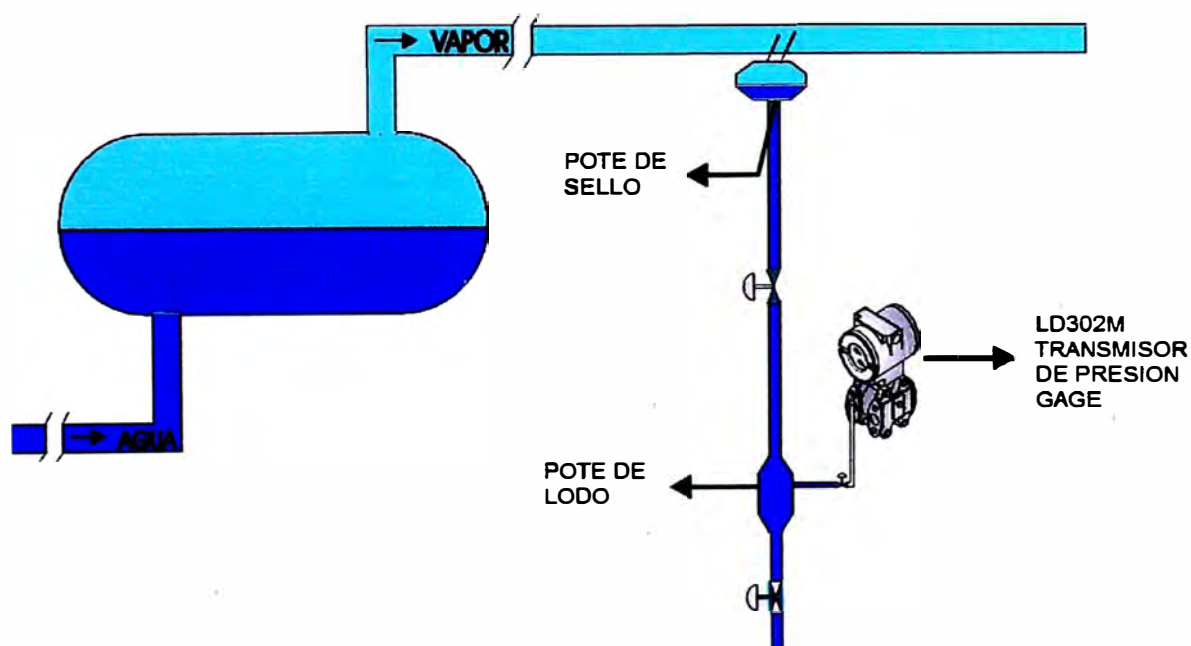 VAPOR
POTE DE
SELLO
LD302M
TRANSMISOR
DE PRESION
GAGE
AGUA
POTE DE
LODO